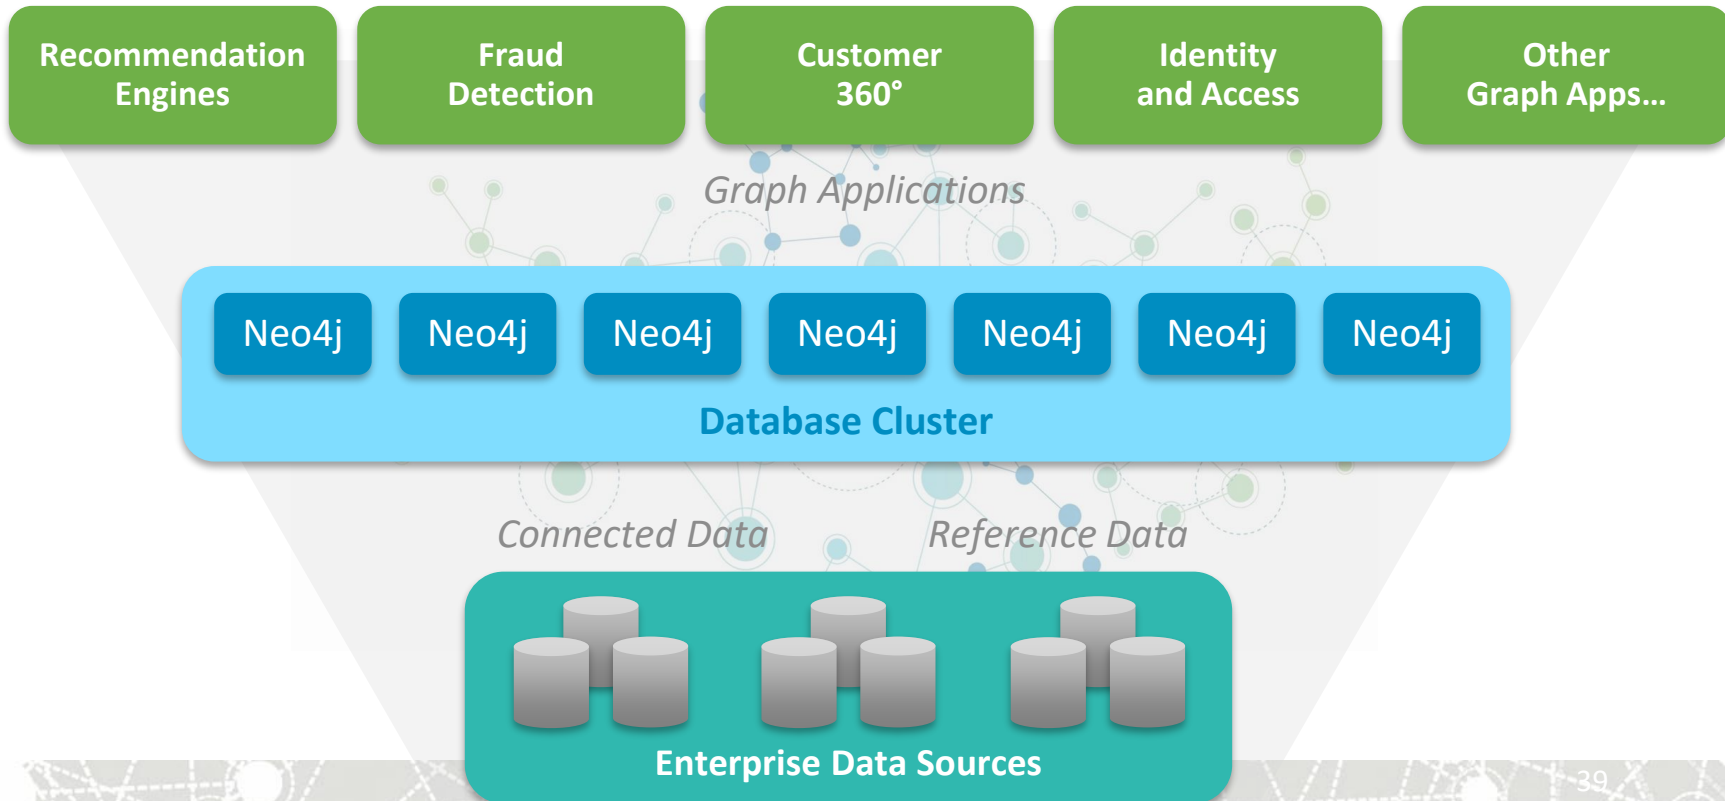 Recommendation
Engines
Fraud
Detection
Customer
360°
Identity
and Access
Other
Graph Apps...
Graph Applications
Neo4j
Neo4j
Neo4j
Neo4j
Neo4j
Neo4j
Neo4j
Database Cluster
Connected Data
Reference Data
Enterprise Data Sources
39